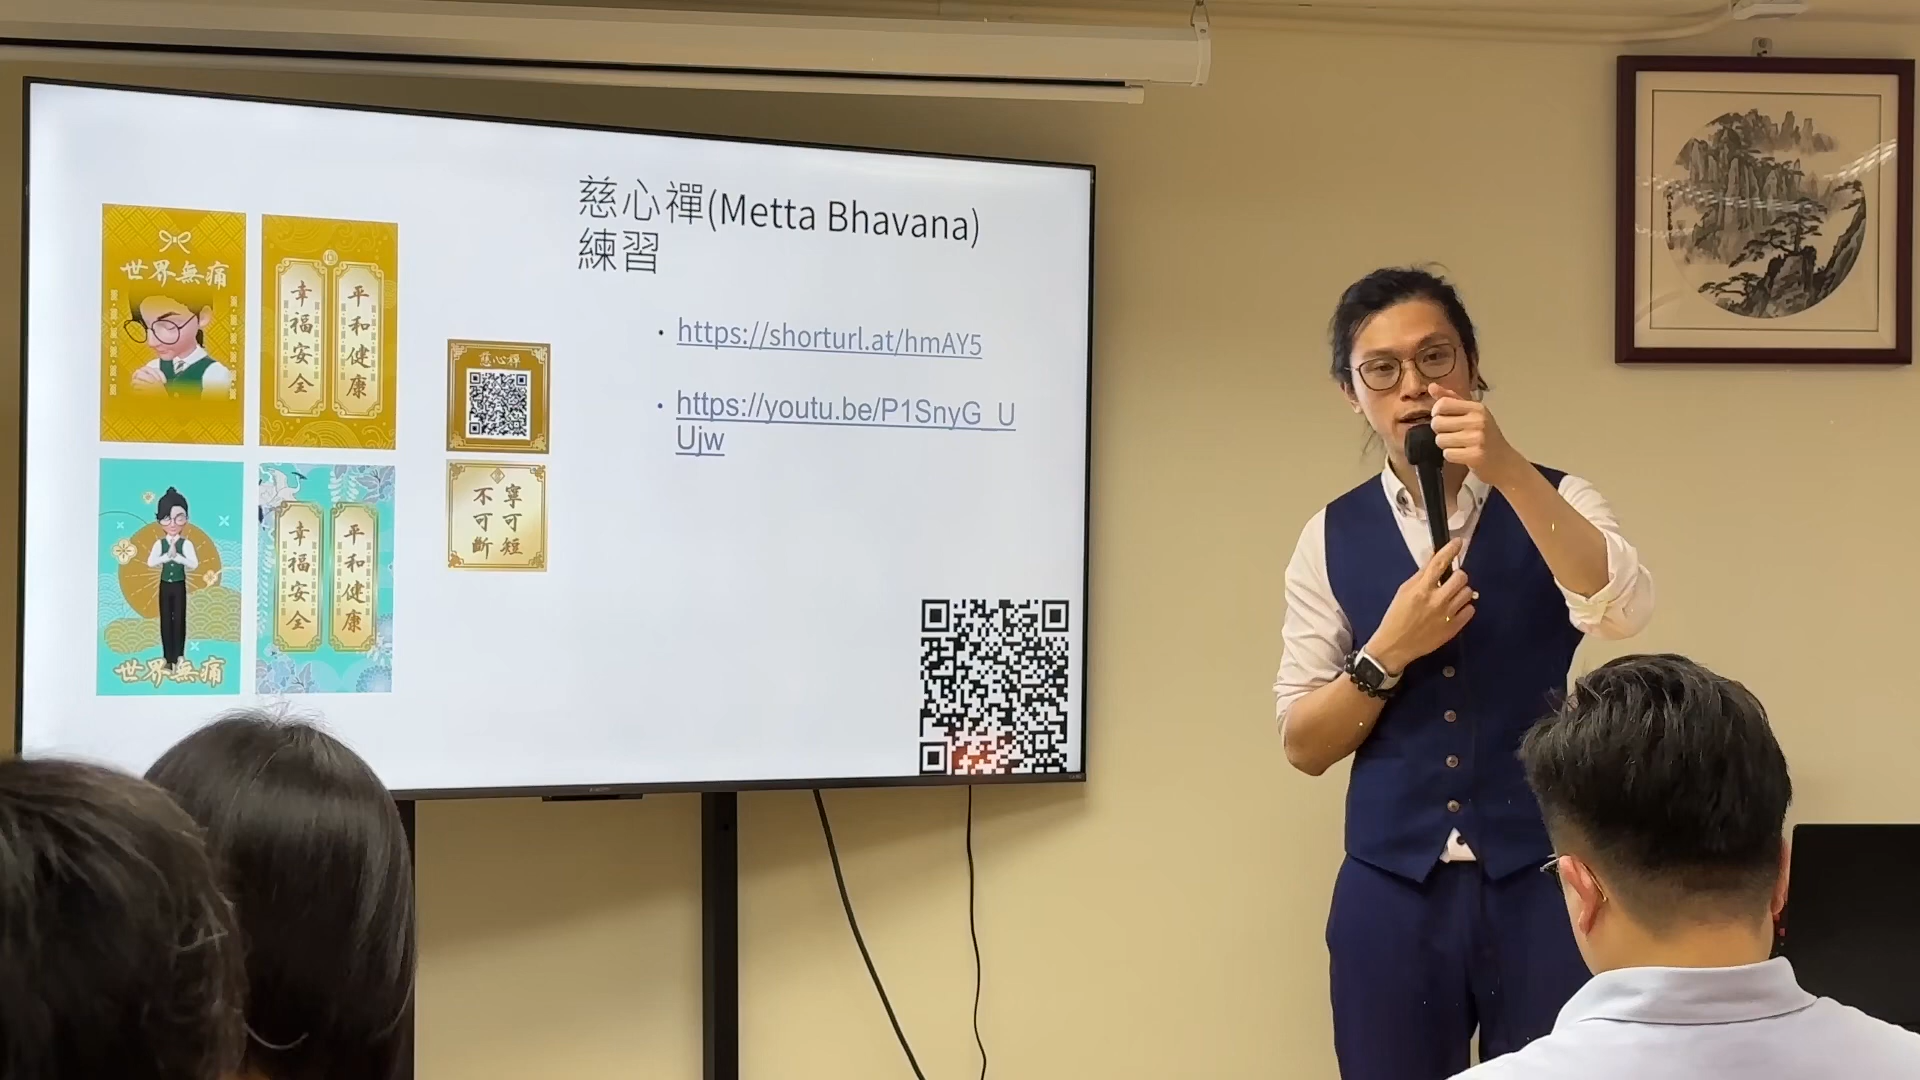 慈心禪(Metta Bhavana)
練習
• https://shorturl.at/hmAY5
• https://youtu.be/P1SnyG_U
Ujw
世界無痛
幸福安全
平和健康
慈心禪
寧可短
不可斷
世界無痛
幸福安全
平和健康